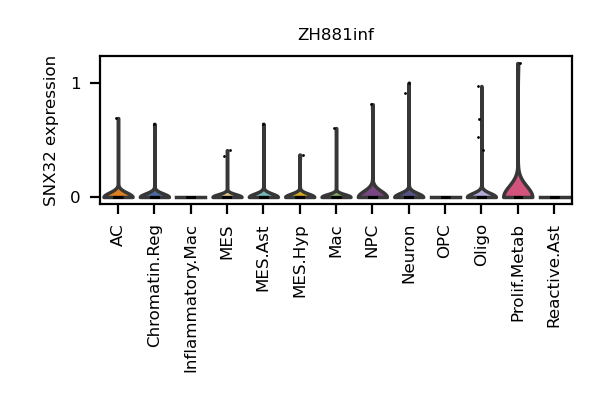 ZH881inf
SNX32 expression
1
0
AC
Chromatin.Reg
Inflammatory.Mac
MES
MES.Ast
MES.Hyp
Mac
NPC
Neuron
OPC
Oligo
Prolif.Metab
Reactive.Ast